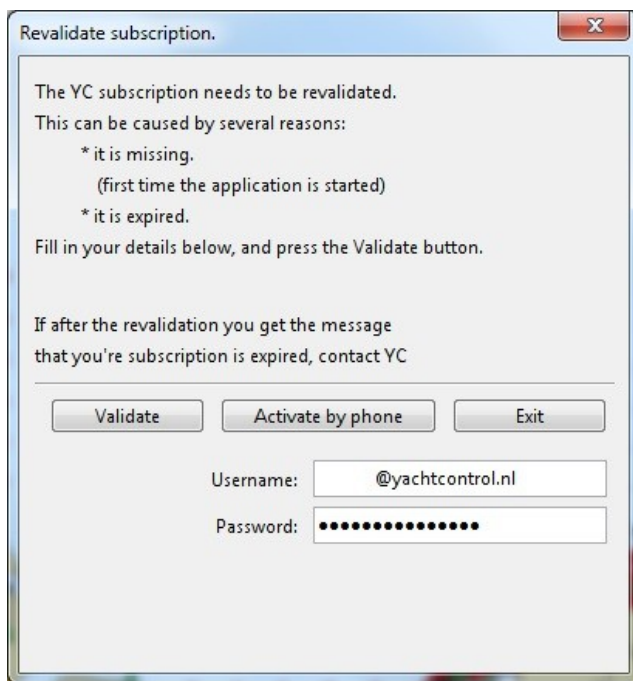 Revalidate subscription.
The YC subscription needs to be revalidated.
This can be caused by several reasons:
* it is missing.
(first time the application is started)
* it is expired.
Fill in your details below, and press the Validate button.
If after the revalidation you get the message
that you're subscription is expired, contact YC
Validate Activate by phone Exit
Username: @yachtcontrol.nl
Password: •••••••••••••••